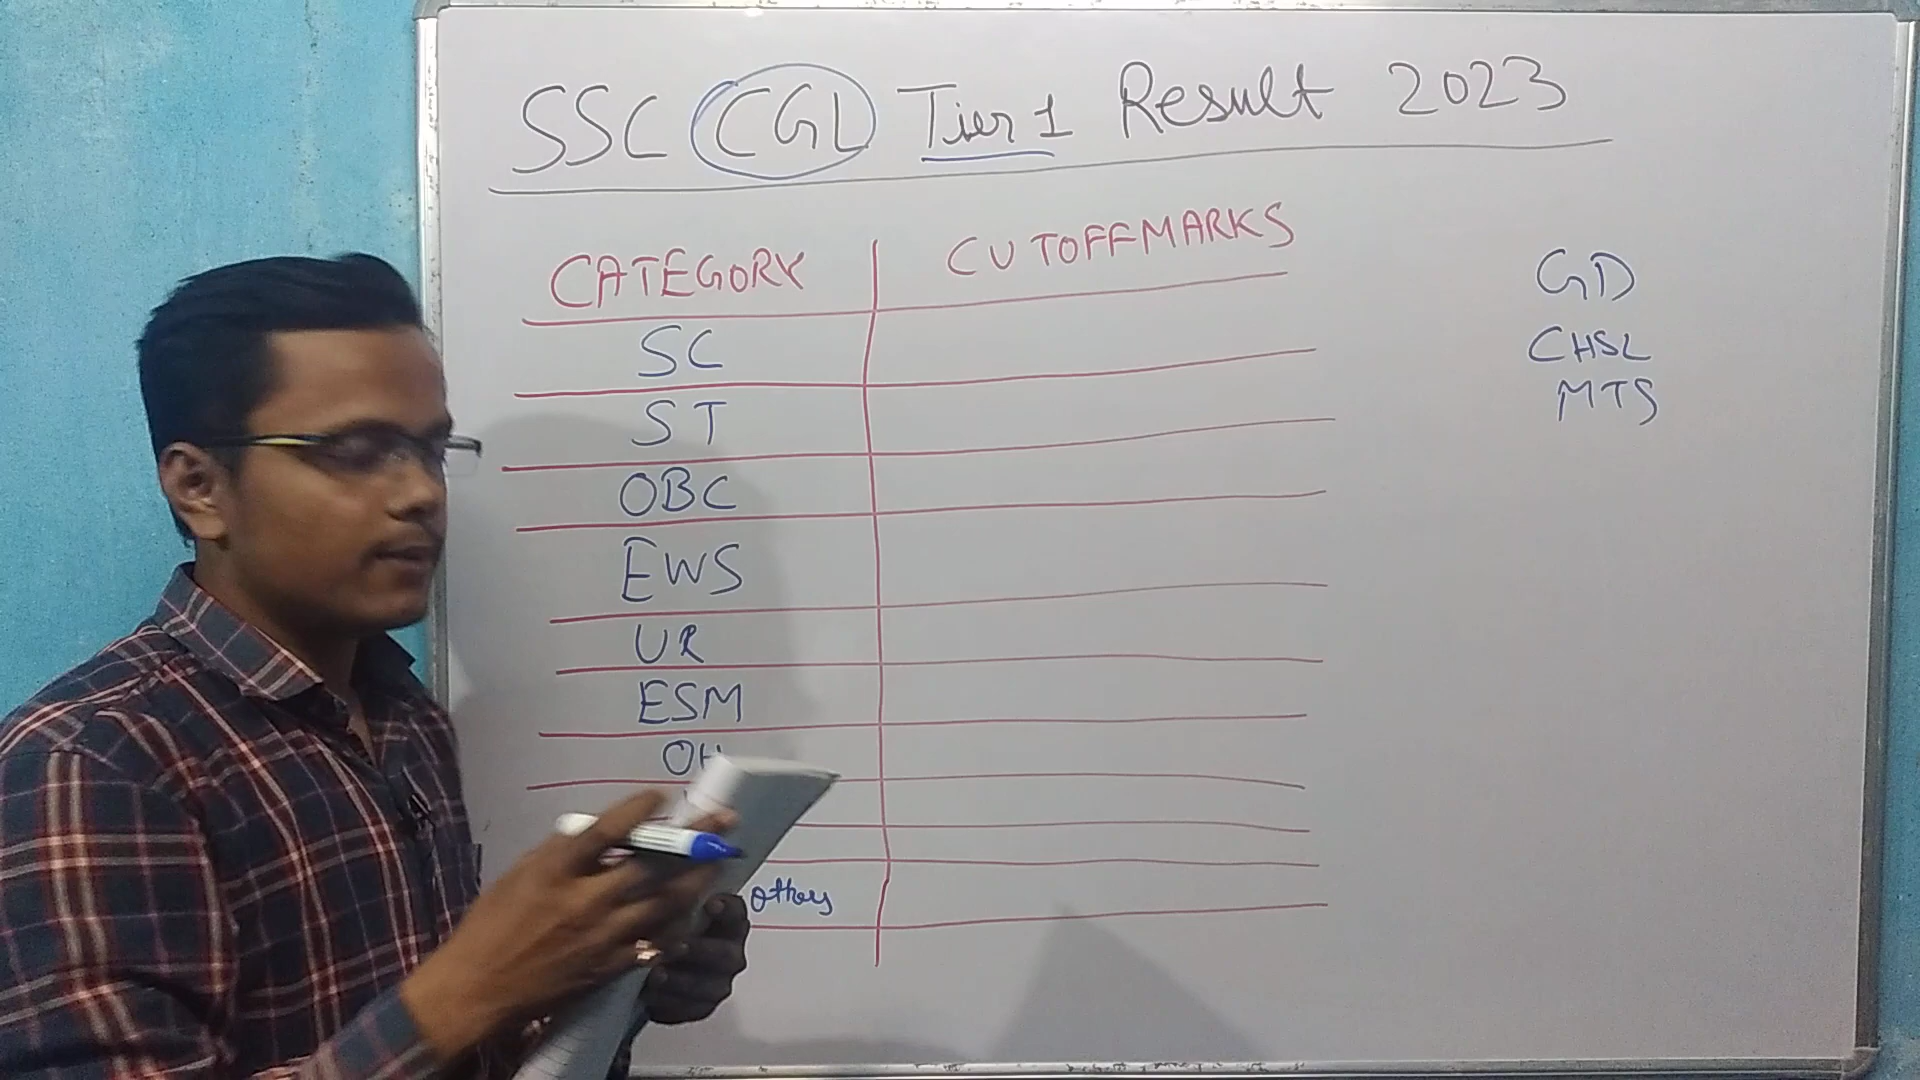 SSC CGL Tier 1 Result 2023
CATEGORY CUTOFFMARKS
SC
ST
OBC
EWS
UR
ESM
OH
others
GD
CHSL
MTS